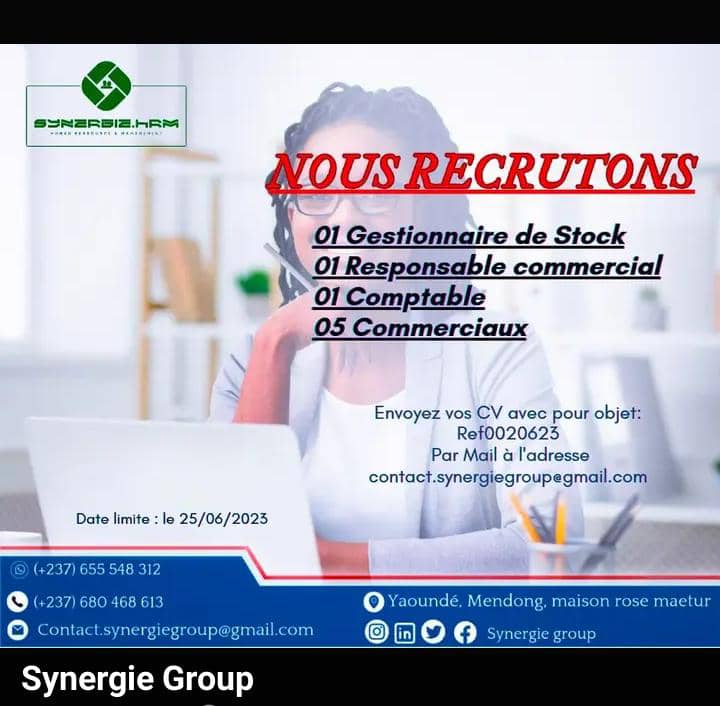 SYNERGIE.HRM
HUMAN RESSOURCE & MANAGEMENT
NOUS RECRUTONS
01 Gestionnaire de Stock
01 Responsable commercial
01 Comptable
05 Commerciaux
Envoyez vos CV avec pour objet:
Ref0020623
Par Mail à l'adresse
contact.synergiegroup@gmail.com
Date limite : le 25/06/2023
(+237) 655 548 312
(+237) 680 468 613
Contact.synergiegroup@gmail.com
Yaoundé, Mendong, maison rose maetur
Synergie group
Synergie Group